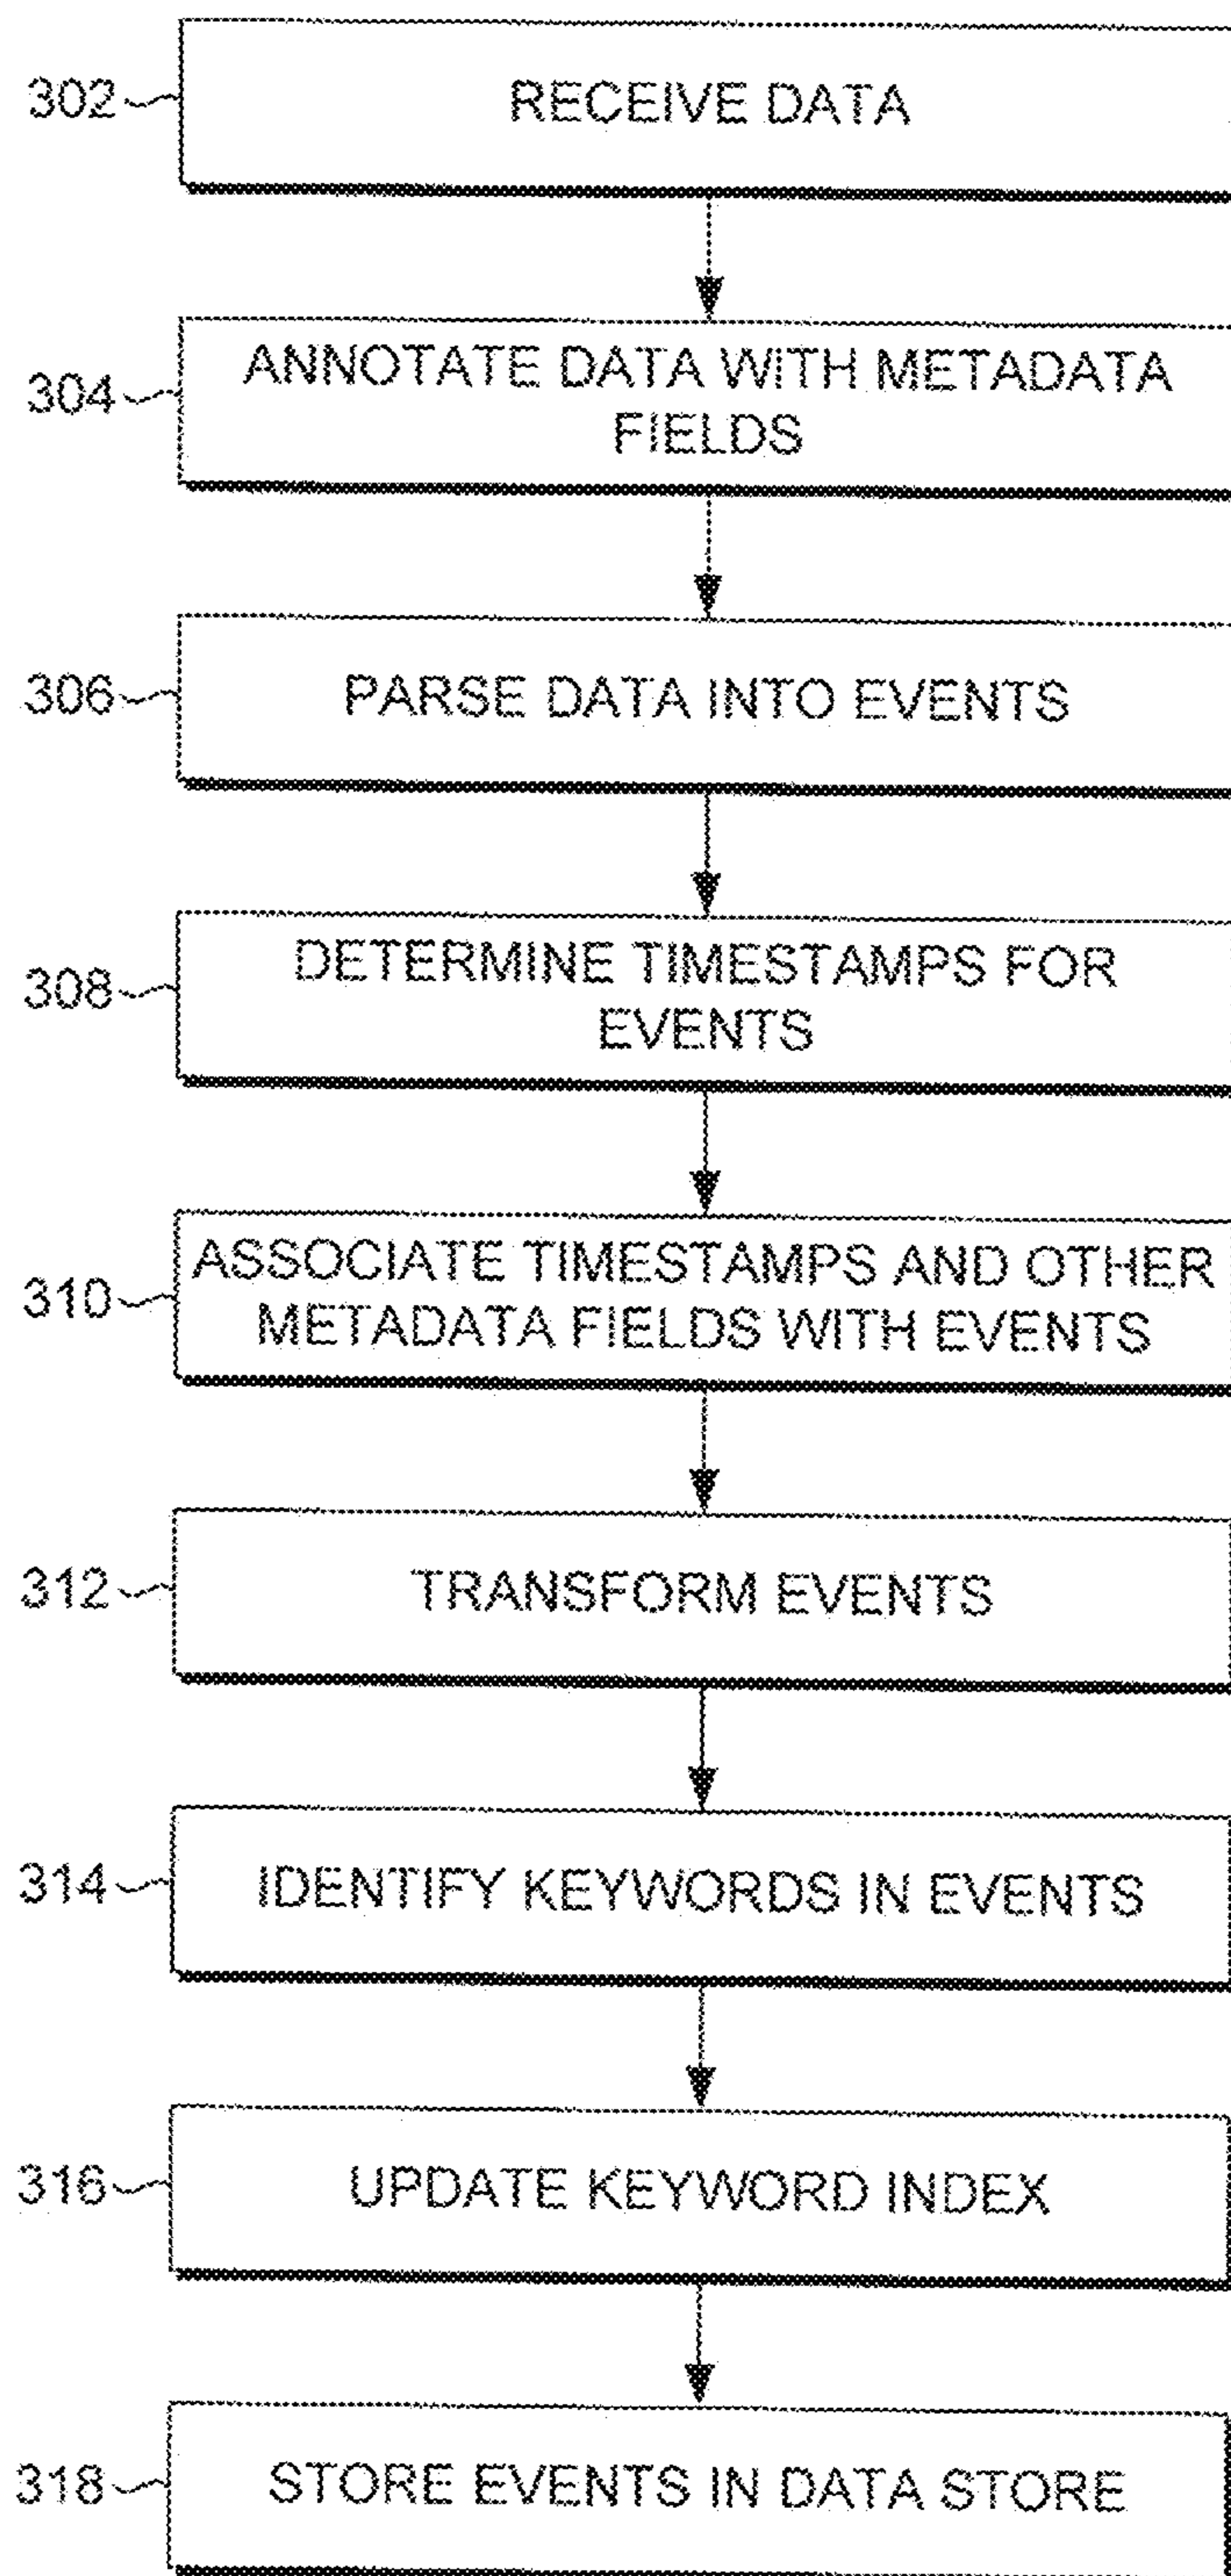 302
RECEIVE DATA
304
ANNOTATE DATA WITH METADATA
FIELDS
306
PARSE DATA INTO EVENTS
308
DETERMINE TIMESTAMPS FOR
EVENTS
310
ASSOCIATE TIMESTAMPS AND OTHER
METADATA FIELDS WITH EVENTS
312
TRANSFORM EVENTS
314
IDENTIFY KEYWORDS IN EVENTS
316
UPDATE KEYWORD INDEX
318
STORE EVENTS IN DATA STORE